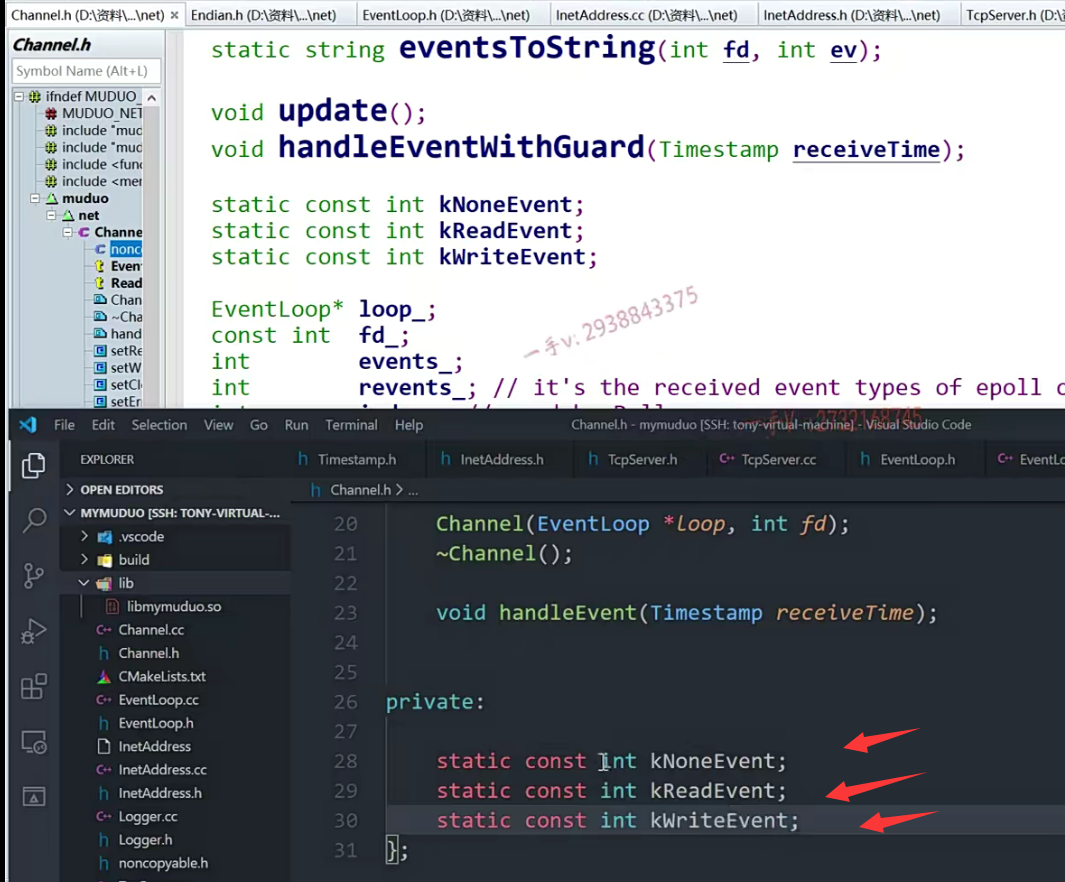 Channel.h (D:\资料\...\net) × Endian.h (D:\资料\...\net) EventLoop.h (D:\资料\...\net) InetAddress.cc (D:\资料\...\net) InetAddress.h (D:\资料\...\net) TcpServer.h (D:\
Channel.h
Symbol Name (Alt+L)
ifndef MUDUO_
MUDUO_NET
include "mud
include "mud
include <fun
include <mer
muduo
net
Channe
nonc
Even
Read
Chan
~Cha
hand
setRe
setW
setCl
setEr
static string eventsToString(int fd, int ev);
void update();
void handleEventWithGuard(Timestamp receiveTime);
static const int kNoneEvent;
static const int kReadEvent;
static const int kWriteEvent;
EventLoop* loop_;
const int fd_;
int events_;
int revents_; // it's the received event types of epoll o
一手v: 2938843375
File Edit Selection View Go Run Terminal Help Channel.h - mymuduo [SSH: tony-virtual-machine] - Visual Studio Code
EXPLORER
OPEN EDITORS
MYMUDUO [SSH: TONY-VIRTUAL-...
.vscode
build
lib
libmymuduo.so
Channel.cc
Channel.h
CMakeLists.txt
EventLoop.cc
EventLoop.h
InetAddress
InetAddress.cc
InetAddress.h
Logger.cc
Logger.h
noncopyable.h
Timestamp.h InetAddress.h TcpServer.h TcpServer.cc EventLoop.h EventLo
Channel.h > ...
20 Channel(EventLoop *loop, int fd);
21 ~Channel();
22
23 void handleEvent(Timestamp receiveTime);
24
25
26 private:
27
28 static const int kNoneEvent;
29 static const int kReadEvent;
30 static const int kWriteEvent;
31 };